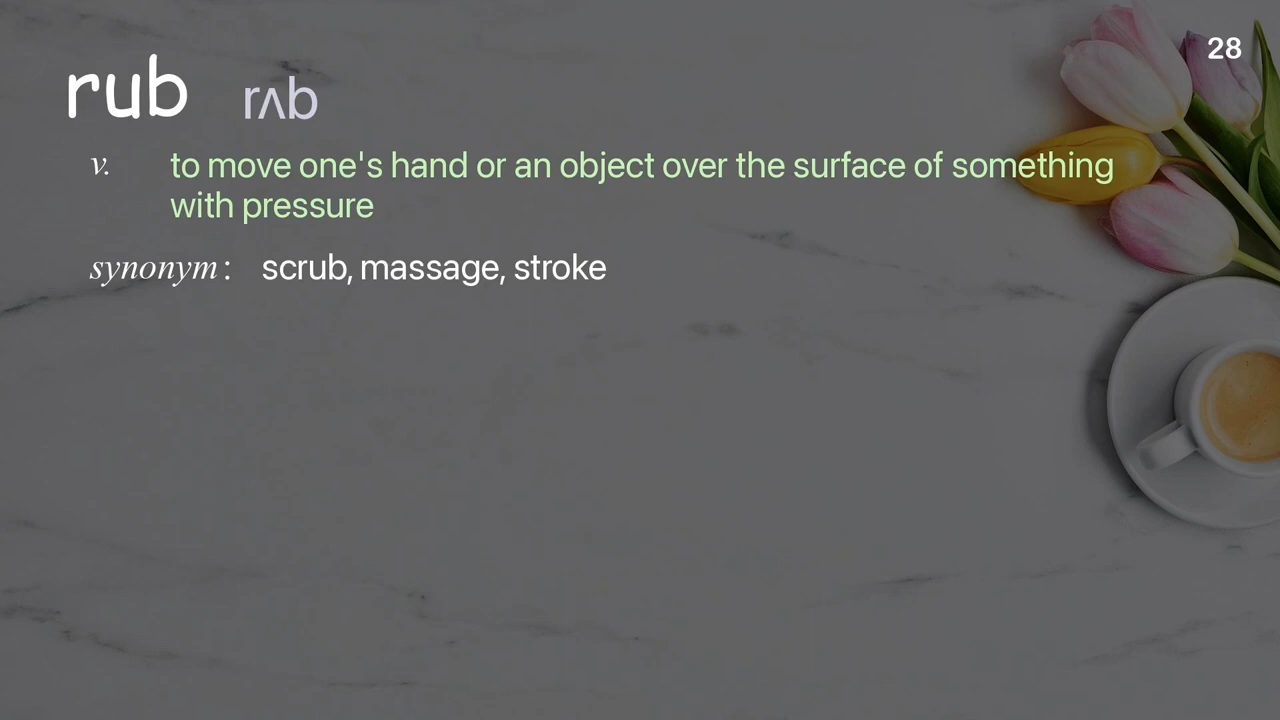 28
rub rʌb
v. to move one's hand or an object over the surface of something
with pressure
synonym: scrub, massage, stroke